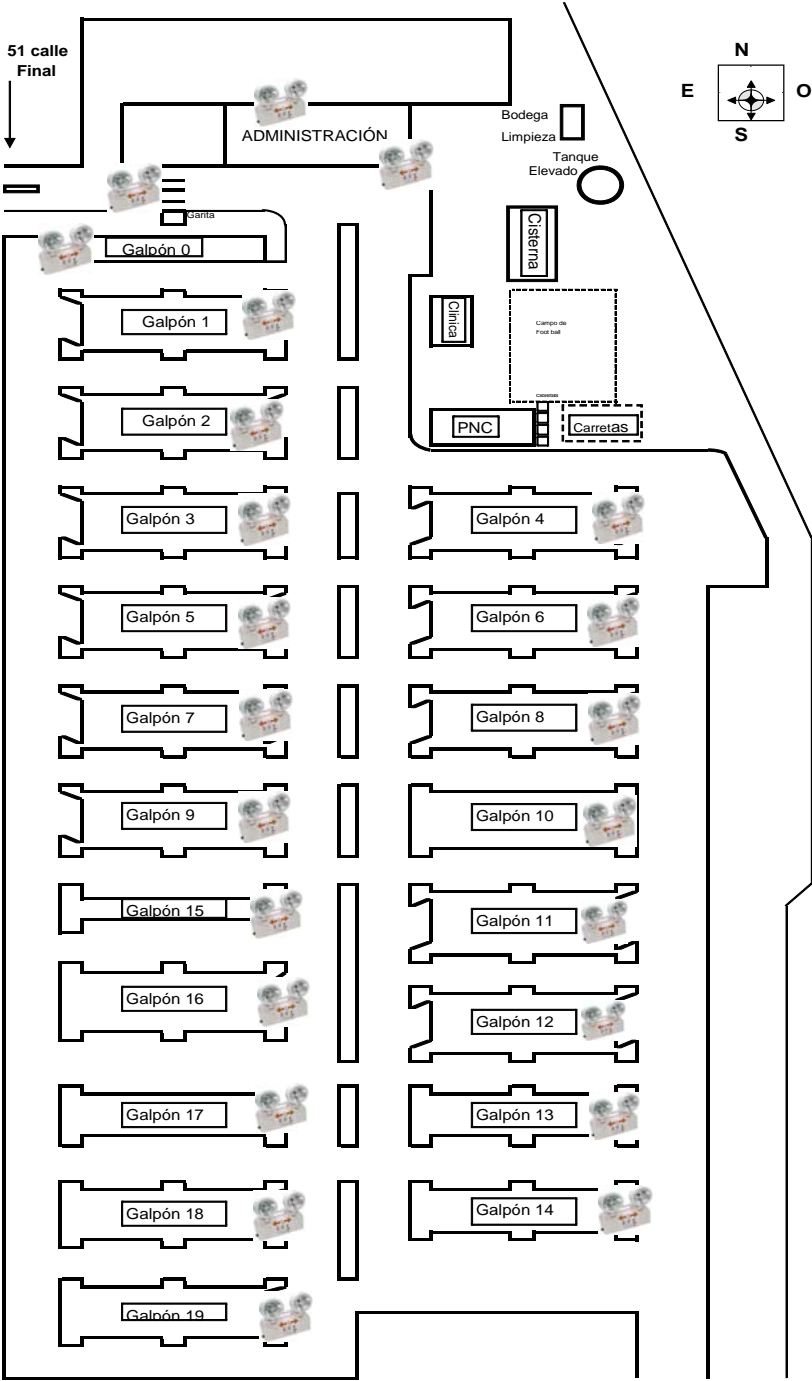 51 calle
Final
N
E
O
S
Bodega
Limpieza
ADMINISTRACIÓN
Tanque
Elevado
Garita
Cisterna
Galpón 0
Clínica
Galpón 1
Campo de
Foot ball
Galpón 2
PNC
Carretas
Galpón 3
Galpón 4
Galpón 5
Galpón 6
Galpón 7
Galpón 8
Galpón 9
Galpón 10
Galpón 15
Galpón 11
Galpón 16
Galpón 12
Galpón 17
Galpón 13
Galpón 18
Galpón 14
Galpón 19